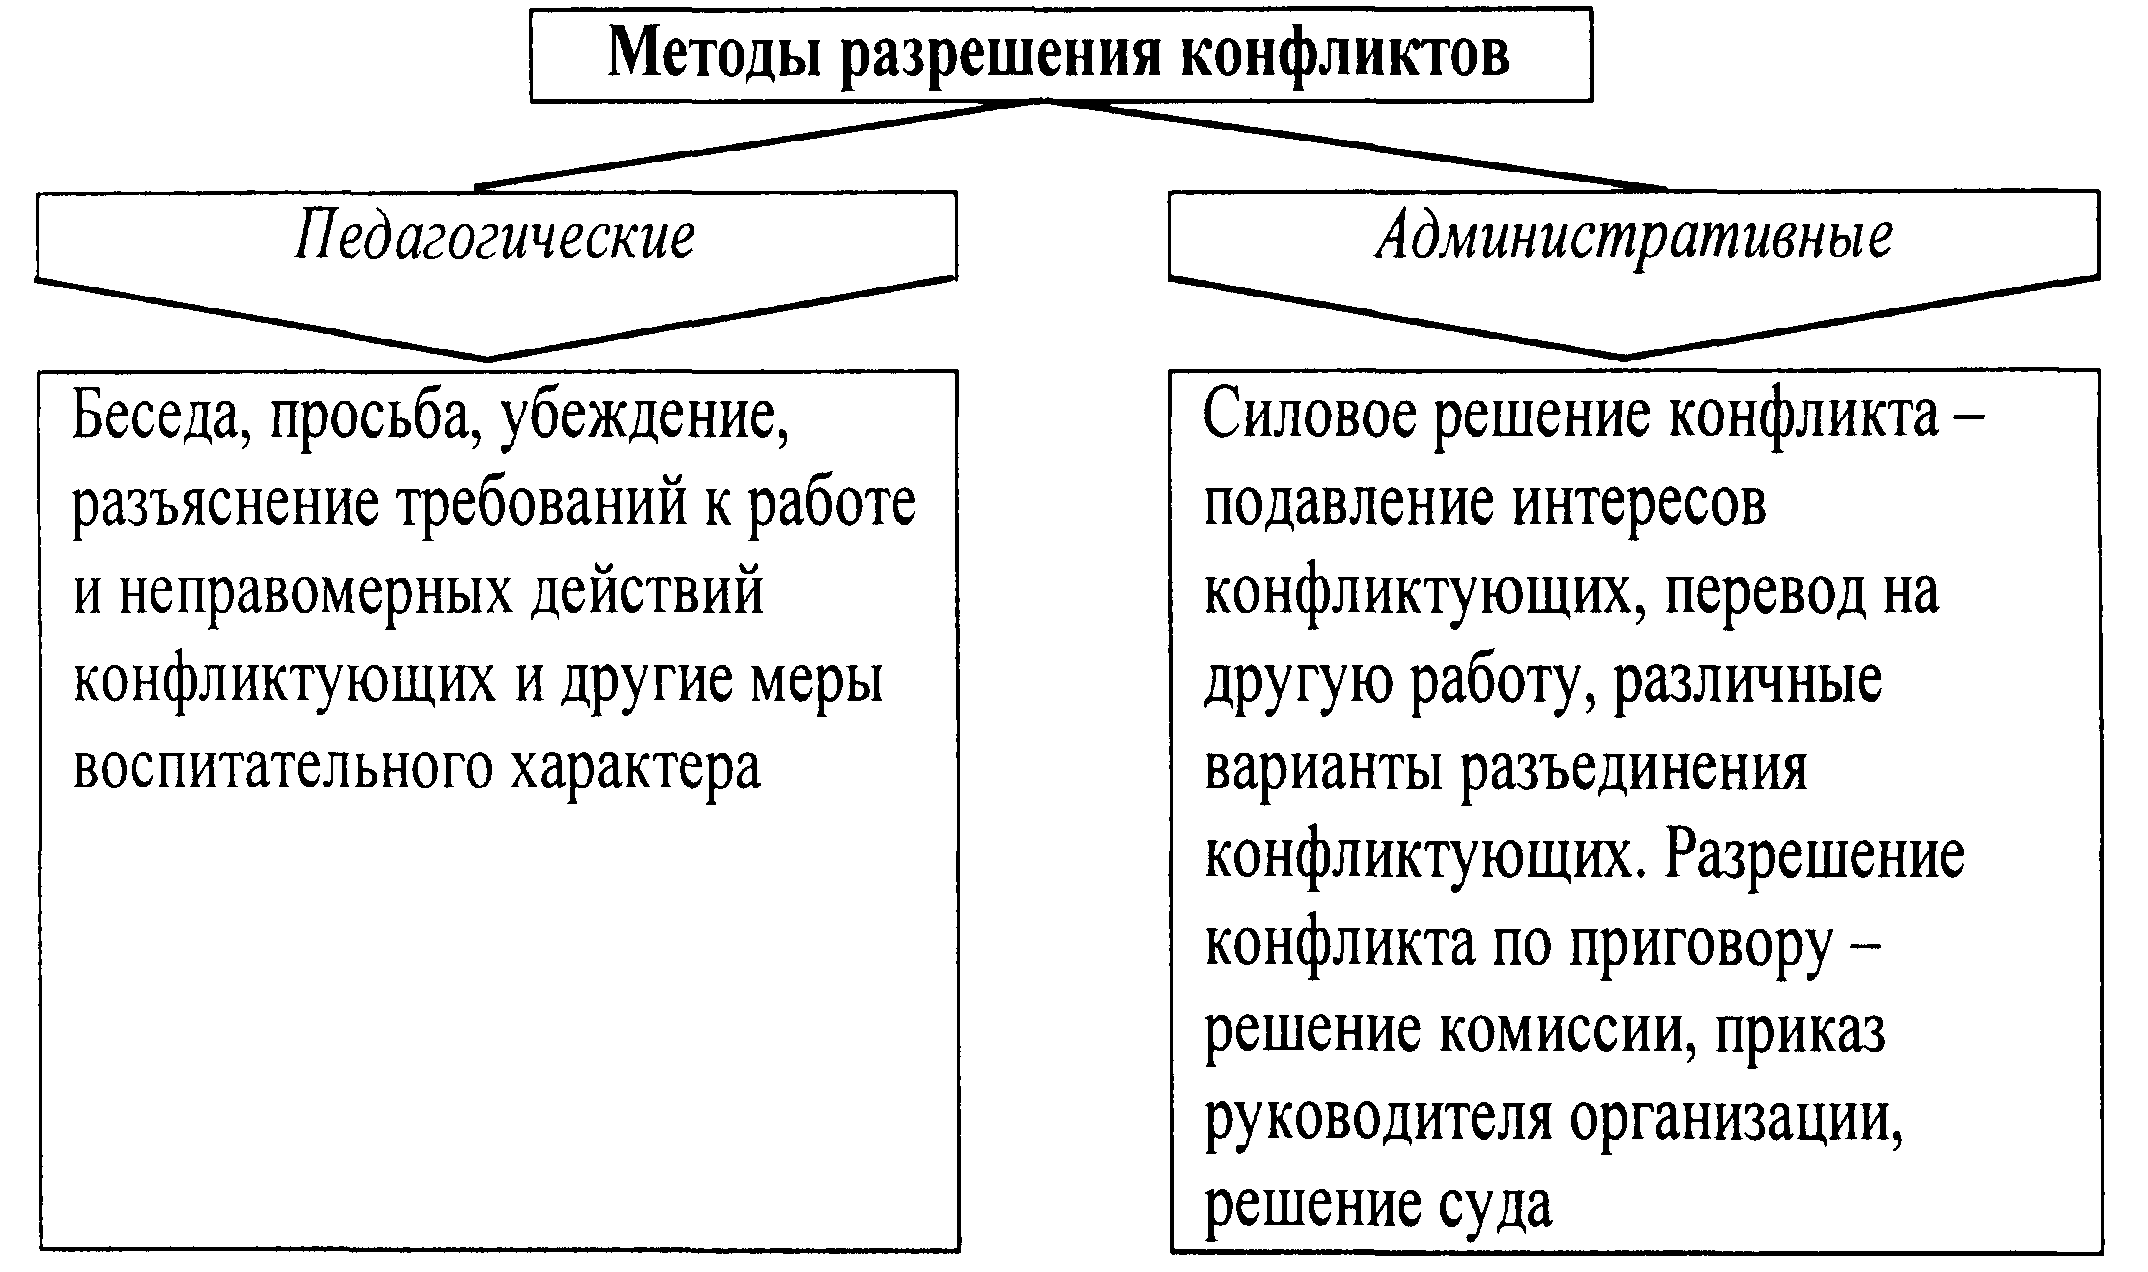 Методы разрешения конфликтов
Педагогические
Административные
Беседа, просьба, убеждение,
разъяснение требований к работе
и неправомерных действий
конфликтующих и другие меры
воспитательного характера
Силовое решение конфликта –
подавление интересов
конфликтующих, перевод на
другую работу, различные
варианты разъединения
конфликтующих. Разрешение
конфликта по приговору –
решение комиссии, приказ
руководителя организации,
решение суда